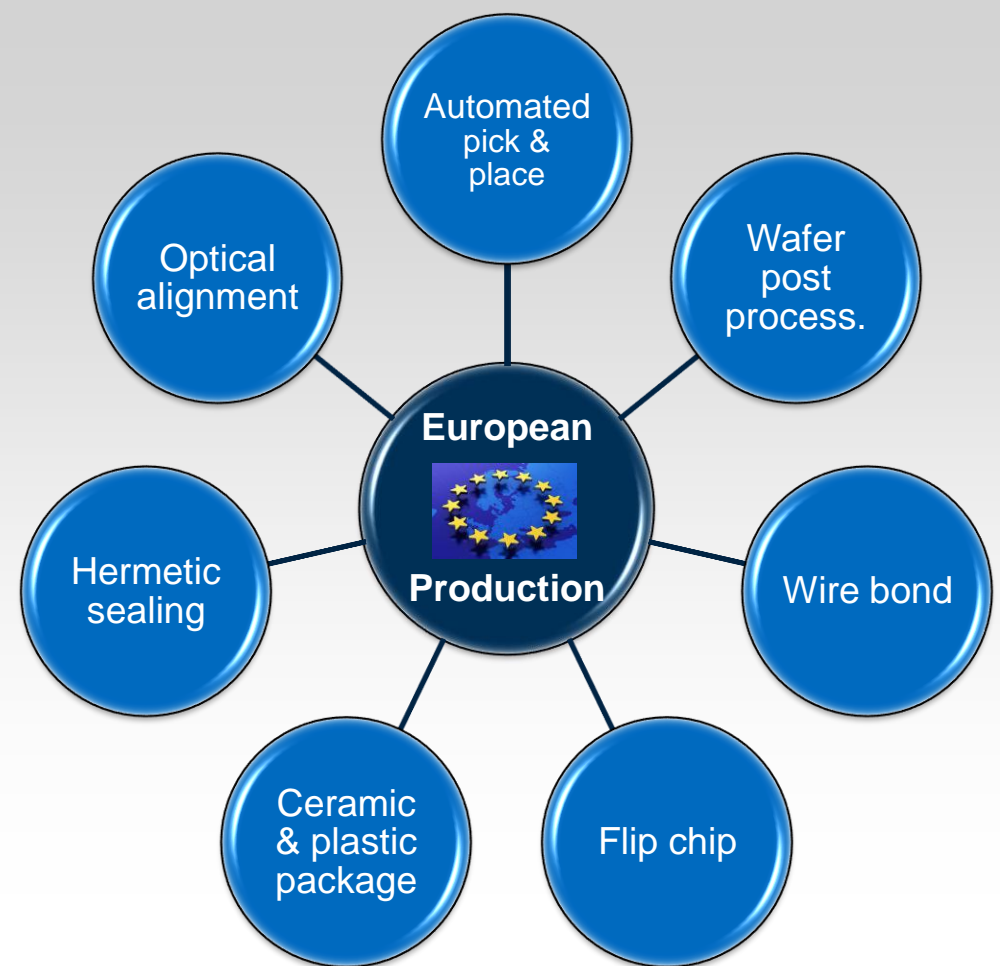 Automated
pick &
place
Wafer
post
process.
Wire bond
Flip chip
Ceramic
& plastic
package
Hermetic
sealing
Optical
alignment
European
Production